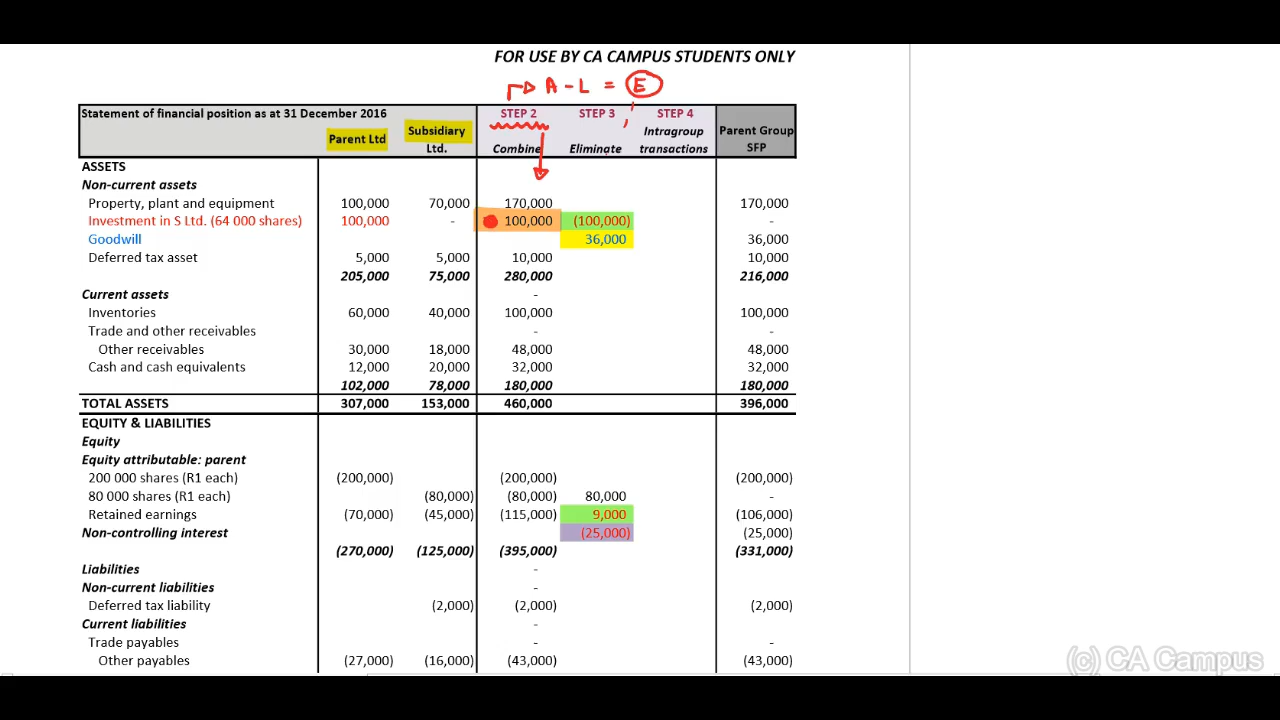 FOR USE BY CA CAMPUS STUDENTS ONLY
A - L = E
Statement of financial position as at 31 December 2016 Parent Ltd Subsidiary Ltd. STEP 2 Combine STEP 3 Eliminate STEP 4 Intragroup transactions Parent Group SFP
ASSETS
Non-current assets
Property, plant and equipment 100,000 70,000 170,000 170,000
Investment in S Ltd. (64 000 shares) 100,000 - 100,000 (100,000) -
Goodwill 36,000 36,000
Deferred tax asset 5,000 5,000 10,000 10,000
205,000 75,000 280,000 216,000
Current assets -
Inventories 60,000 40,000 100,000 100,000
Trade and other receivables - -
Other receivables 30,000 18,000 48,000 48,000
Cash and cash equivalents 12,000 20,000 32,000 32,000
102,000 78,000 180,000 180,000
TOTAL ASSETS 307,000 153,000 460,000 396,000
EQUITY & LIABILITIES
Equity
Equity attributable: parent
200 000 shares (R1 each) (200,000) (200,000) (200,000)
80 000 shares (R1 each) (80,000) (80,000) 80,000 -
Retained earnings (70,000) (45,000) (115,000) 9,000 (106,000)
Non-controlling interest (25,000) (25,000)
(270,000) (125,000) (395,000) (331,000)
Liabilities -
Non-current liabilities -
Deferred tax liability (2,000) (2,000) (2,000)
Current liabilities -
Trade payables - -
Other payables (27,000) (16,000) (43,000) (43,000)
(c) CA Campus